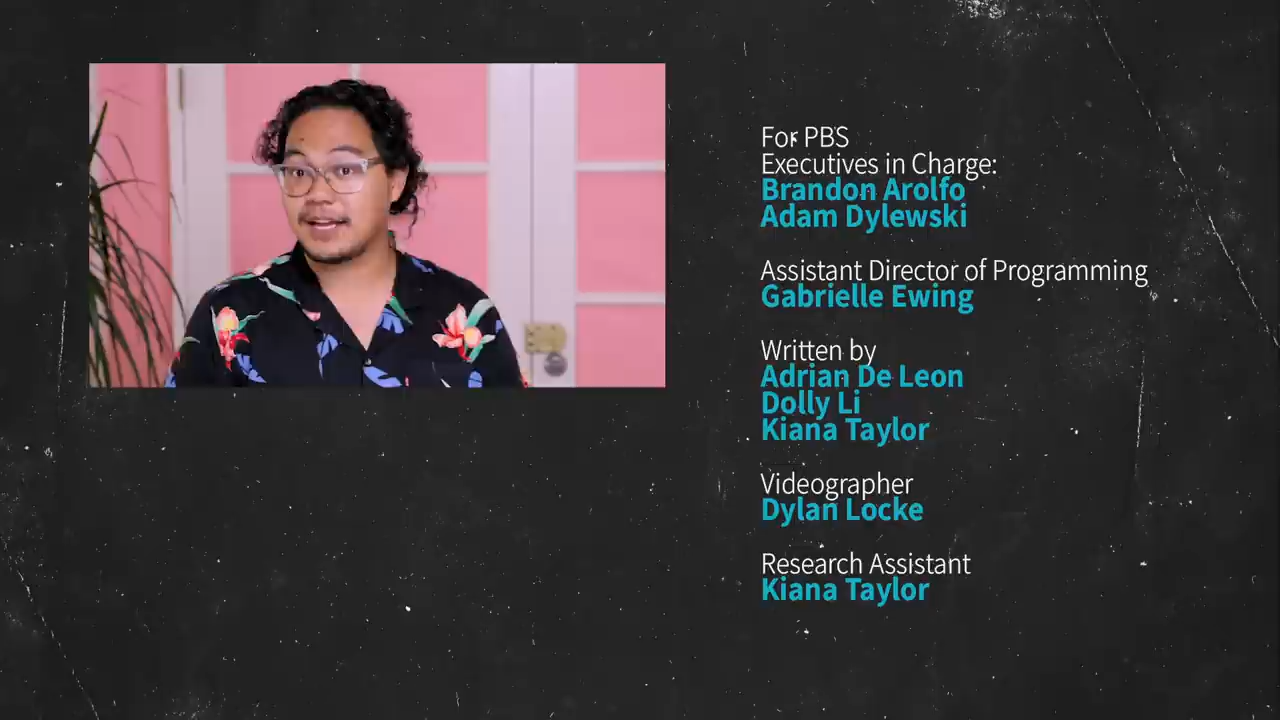 For PBS
Executives in Charge:
Brandon Arolfo
Adam Dylewski
Assistant Director of Programming
Gabrielle Ewing
Written by
Adrian De Leon
Dolly Li
Kiana Taylor
Videographer
Dylan Locke
Research Assistant
Kiana Taylor